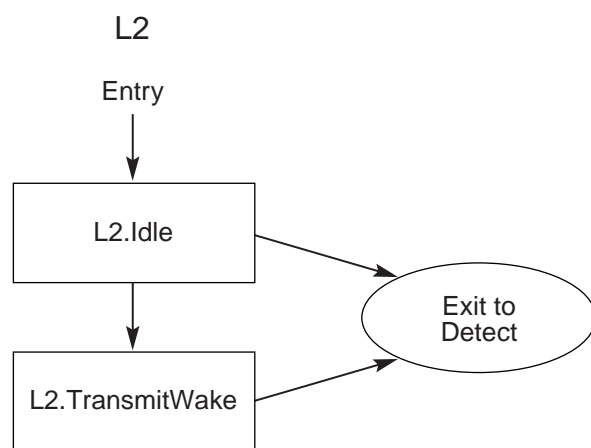 L2
Entry
L2.Idle
Exit to
Detect
L2.TransmitWake